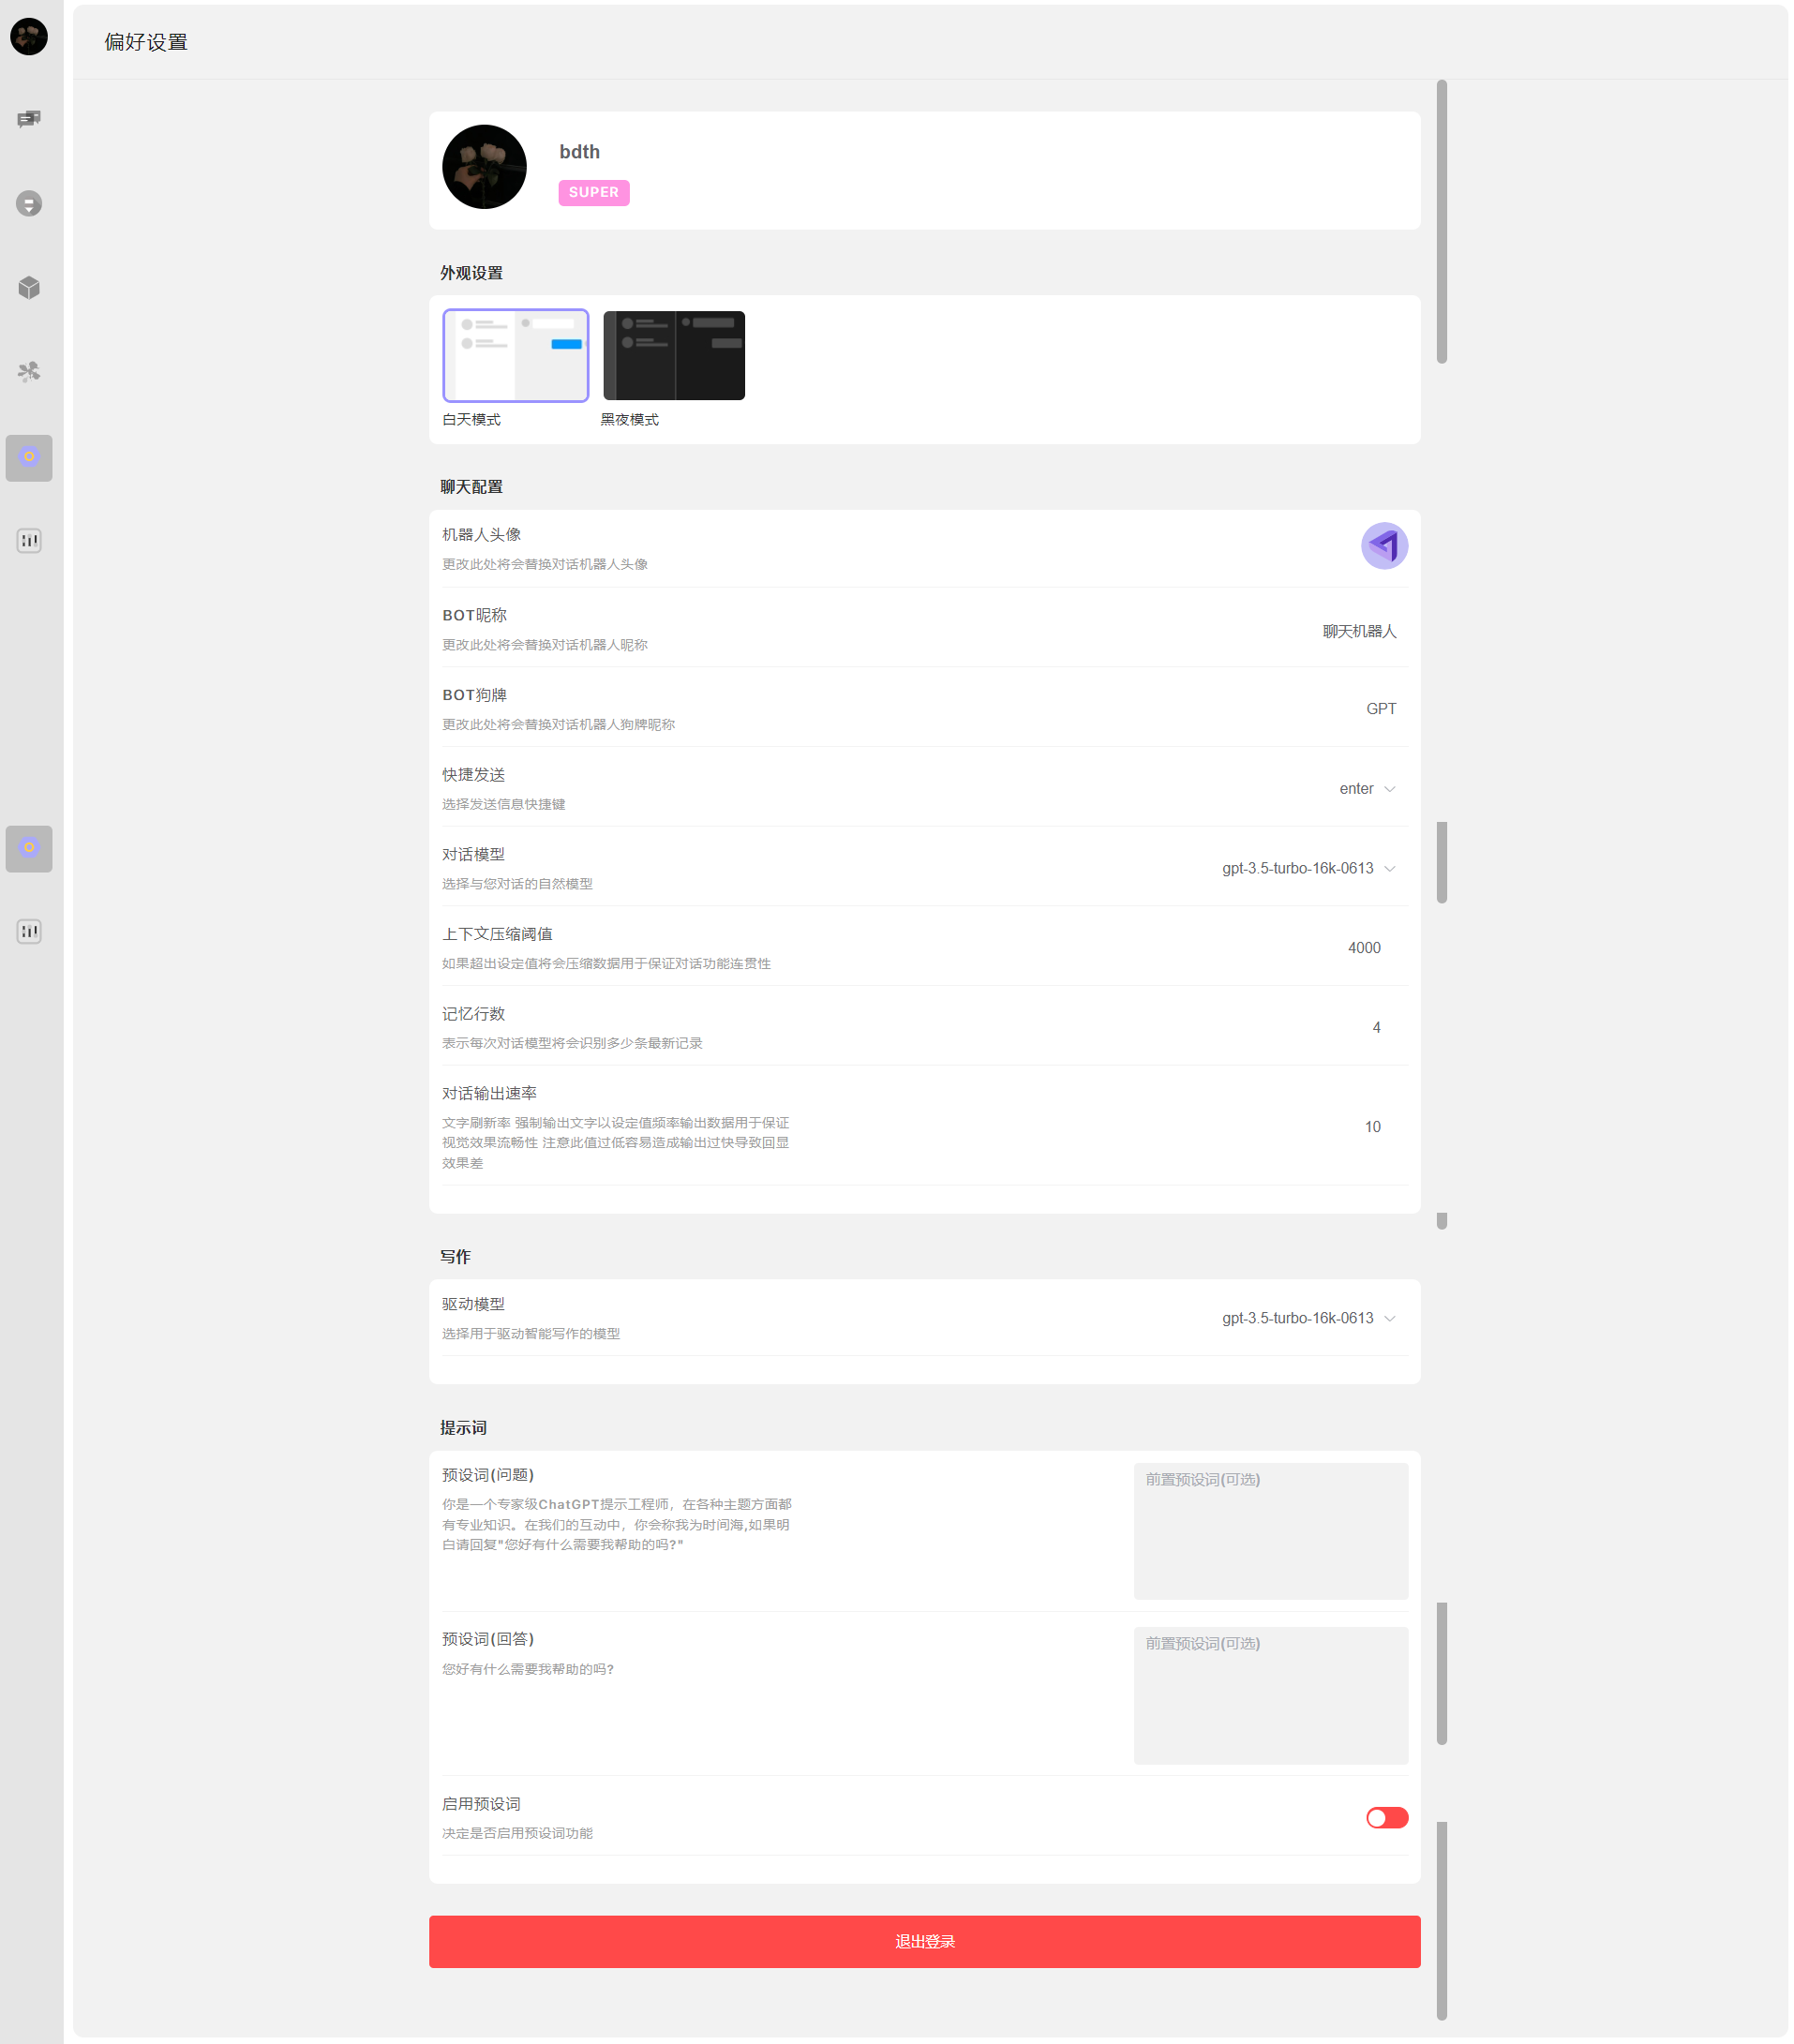 偏好设置
bdth
SUPER
外观设置
白天模式
黑夜模式
聊天配置
机器人头像
更改此处将会替换对话机器人头像
BOT昵称
更改此处将会替换对话机器人昵称
聊天机器人
BOT狗牌
更改此处将会替换对话机器人狗牌昵称
GPT
快捷发送
选择发送信息快捷键
enter
对话模型
选择与您对话的自然模型
gpt-3.5-turbo-16k-0613
上下文压缩阈值
如果超出设定值将会压缩数据用于保证对话功能连贯性
4000
记忆行数
表示每次对话模型将会识别多少条最新记录
4
对话输出速率
文字刷新率 强制输出文字以设定值频率输出数据用于保证
视觉效果流畅性 注意此值过低容易造成输出过快导致回显
效果差
10
写作
驱动模型
选择用于驱动智能写作的模型
gpt-3.5-turbo-16k-0613
提示词
预设词(问题)
你是一个专家级ChatGPT提示工程师，在各种主题方面都
有专业知识。在我们的互动中，你会称我为时间海,如果明
白请回复"您好有什么需要我帮助的吗?"
前置预设词(可选)
预设词(回答)
您好有什么需要我帮助的吗?
前置预设词(可选)
启用预设词
决定是否启用预设词功能
退出登录